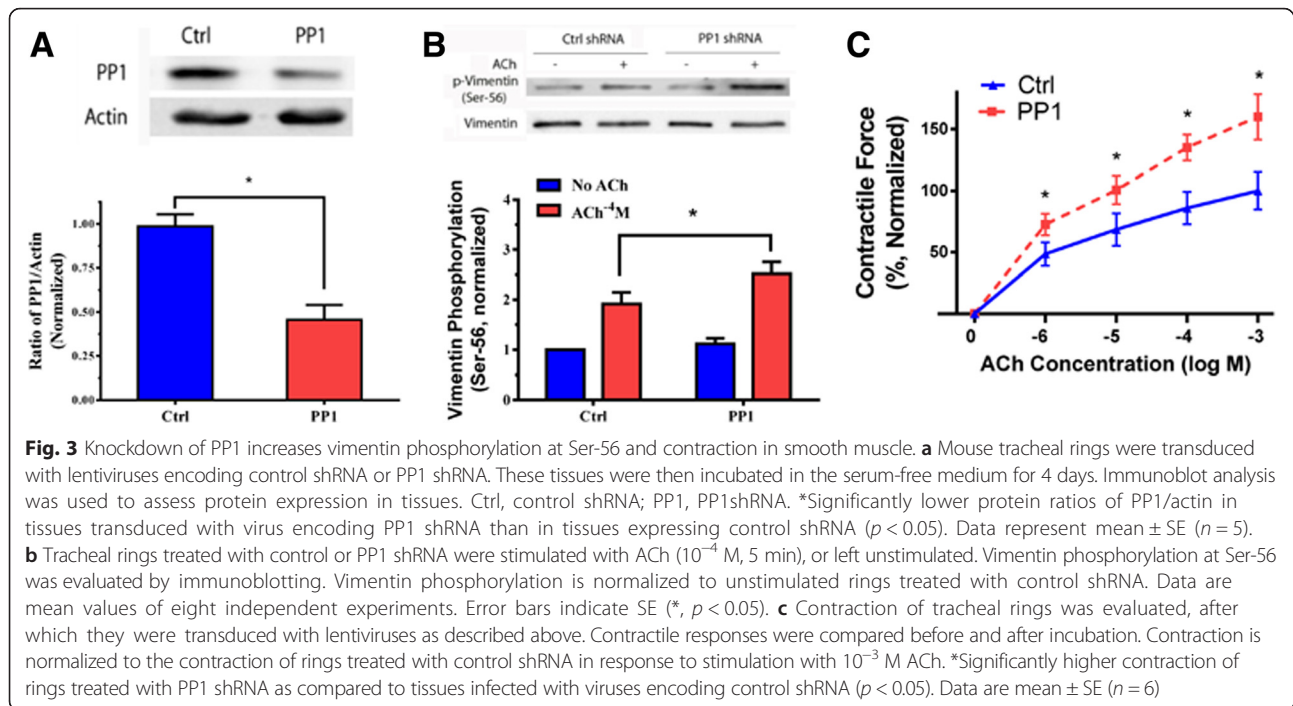 A
Ctrl PP1
PP1
Actin
*
1.00
0.75
0.50
0.25
0.00
Ratio of PP1/Actin
(Normalized)
Ctrl PP1
B
Ctrl shRNA PP1 shRNA
ACh - + - +
p-Vimentin
(Ser-56)
Vimentin
No ACh
ACh⁻⁴M
*
3
2.5
2
1
0
Vimentin Phosphorylation
(Ser-56, normalized)
Ctrl PP1
C
Ctrl
PP1
* * * *
150
100
50
Contractile Force
(%, Normalized)
0 -6 -5 -4 -3
ACh Concentration (log M)
Fig. 3 Knockdown of PP1 increases vimentin phosphorylation at Ser-56 and contraction in smooth muscle. a Mouse tracheal rings were transduced
with lentiviruses encoding control shRNA or PP1 shRNA. These tissues were then incubated in the serum-free medium for 4 days. Immunoblot analysis
was used to assess protein expression in tissues. Ctrl, control shRNA; PP1, PP1shRNA. *Significantly lower protein ratios of PP1/actin in
tissues transduced with virus encoding PP1 shRNA than in tissues expressing control shRNA (p < 0.05). Data represent mean ± SE (n = 5).
b Tracheal rings treated with control or PP1 shRNA were stimulated with ACh (10⁻⁴ M, 5 min), or left unstimulated. Vimentin phosphorylation at Ser-56
was evaluated by immunoblotting. Vimentin phosphorylation is normalized to unstimulated rings treated with control shRNA. Data are
mean values of eight independent experiments. Error bars indicate SE (*, p < 0.05). c Contraction of tracheal rings was evaluated, after
which they were transduced with lentiviruses as described above. Contractile responses were compared before and after incubation. Contraction is
normalized to the contraction of rings treated with control shRNA in response to stimulation with 10⁻³ M ACh. *Significantly higher contraction of
rings treated with PP1 shRNA as compared to tissues infected with viruses encoding control shRNA (p < 0.05). Data are mean ± SE (n = 6)